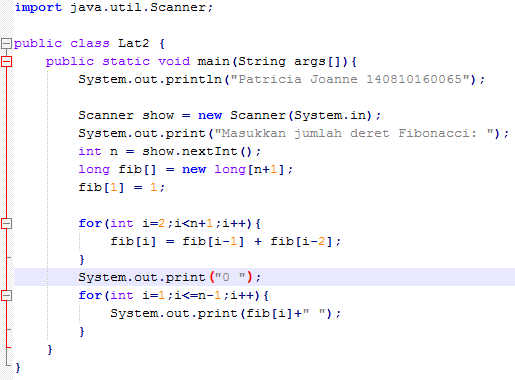 import java.util.Scanner;
public class Lat2 {
public static void main(String args[]){
System.out.println("Patricia Joanne 140810160065");
Scanner show = new Scanner(System.in);
System.out.print("Masukkan jumlah deret Fibonacci: ");
int n = show.nextInt();
long fib[] = new long[n+1];
fib[1] = 1;
for(int i=2;i<n+1;i++){
fib[i] = fib[i-1] + fib[i-2];
}
System.out.print("0 ");
for(int i=1;i<=n-1;i++){
System.out.print(fib[i]+" ");
}
}
}